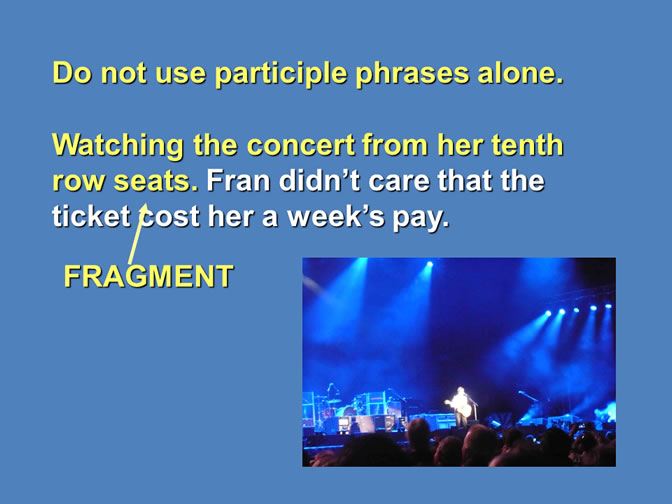 Do not use participle phrases alone.
Watching the concert from her tenth
row seats. Fran didn’t care that the
ticket cost her a week’s pay.
FRAGMENT